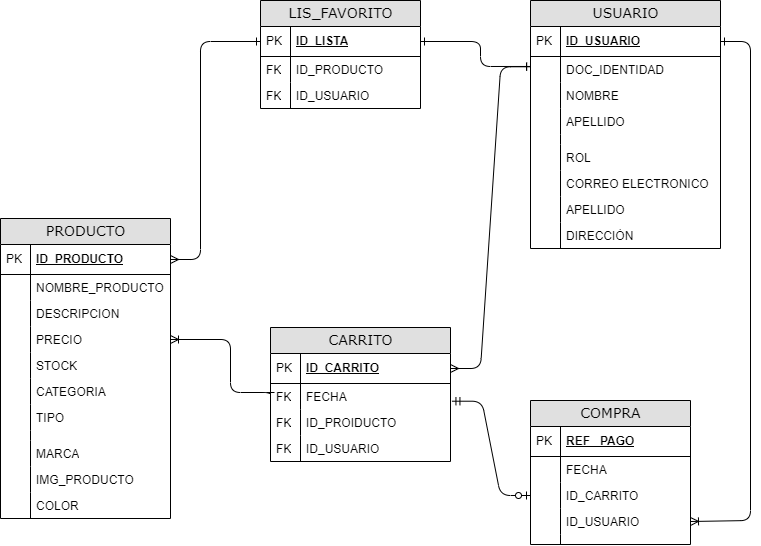 LIS_FAVORITO
PK ID_LISTA
FK ID_PRODUCTO
FK ID_USUARIO
USUARIO
PK ID_USUARIO
DOC_IDENTIDAD
NOMBRE
APELLIDO
ROL
CORREO ELECTRONICO
APELLIDO
DIRECCIÓN
PRODUCTO
PK ID_PRODUCTO
NOMBRE_PRODUCTO
DESCRIPCION
PRECIO
STOCK
CATEGORIA
TIPO
MARCA
IMG_PRODUCTO
COLOR
CARRITO
PK ID_CARRITO
FK FECHA
FK ID_PROIDUCTO
FK ID_USUARIO
COMPRA
PK REF_ PAGO
FECHA
ID_CARRITO
ID_USUARIO